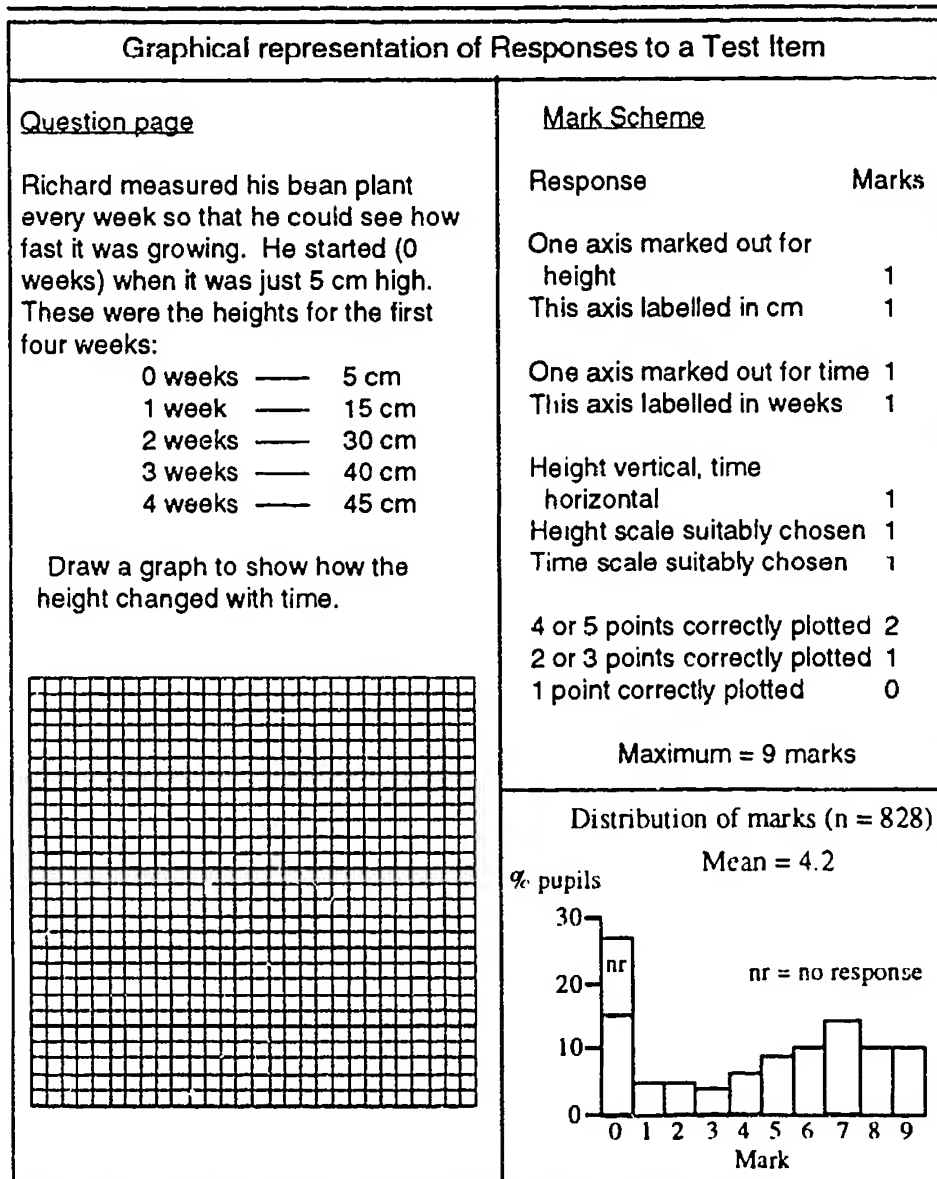 Graphical representation of Responses to a Test Item
Question page
Richard measured his bean plant
every week so that he could see how
fast it was growing. He started (0
weeks) when it was just 5 cm high.
These were the heights for the first
four weeks:
0 weeks —— 5 cm
1 week —— 15 cm
2 weeks —— 30 cm
3 weeks —— 40 cm
4 weeks —— 45 cm
Draw a graph to show how the
height changed with time.
Mark Scheme
Response Marks
One axis marked out for
height 1
This axis labelled in cm 1
One axis marked out for time 1
This axis labelled in weeks 1
Height vertical, time
horizontal 1
Height scale suitably chosen 1
Time scale suitably chosen 1
4 or 5 points correctly plotted 2
2 or 3 points correctly plotted 1
1 point correctly plotted 0
Maximum = 9 marks
Distribution of marks (n = 828)
Mean = 4.2
% pupils
30
nr
nr = no response
20
10
0
0 1 2 3 4 5 6 7 8 9
Mark